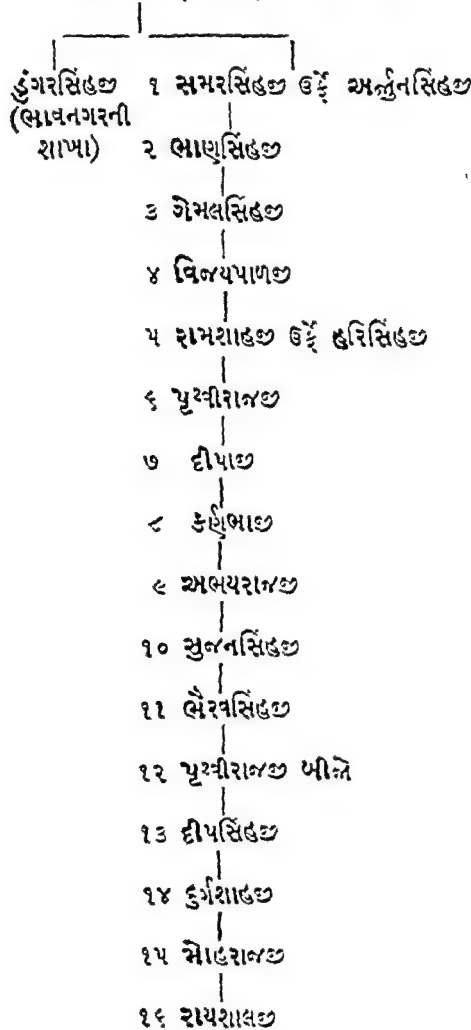 ડુંગરસિંહજી ૧ સમરસિંહજી ઉર્ફે અર્જુનસિંહજી
(ભાવનગરની
શાખા)
૨ ભાણસિંહજી
૩ ગેમલસિંહજી
૪ વિજયપાળજી
૫ રામશાહજી ઉર્ફે હરિસિંહજી
૬ પૃથ્વીરાજજી
૭ દીપાજી
૮ કર્ણભાજી
૯ અભયરાજજી
૧૦ સુજનસિંહજી
૧૧ ભૈરવસિંહજી
૧૨ પૃથ્વીરાજજી બીજો
૧૩ દીપસિંહજી
૧૪ દુર્ગશાહજી
૧૫ મોહરાજજી
૧૬ રાયશાલજી